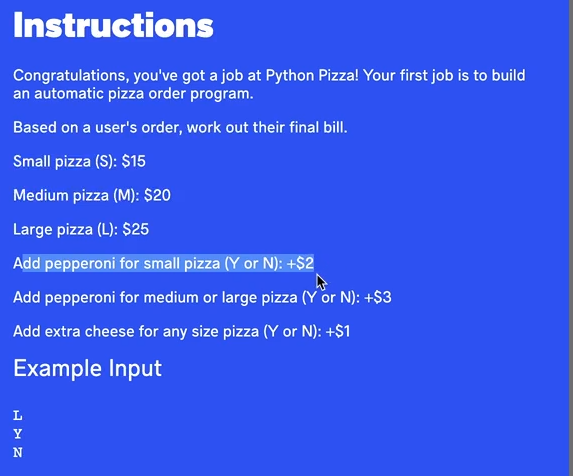 Instructions
Congratulations, you've got a job at Python Pizza! Your first job is to build
an automatic pizza order program.
Based on a user's order, work out their final bill.
Small pizza (S): $15
Medium pizza (M): $20
Large pizza (L): $25
Add pepperoni for small pizza (Y or N): +$2
Add pepperoni for medium or large pizza (Y or N): +$3
Add extra cheese for any size pizza (Y or N): +$1
Example Input
L
Y
N